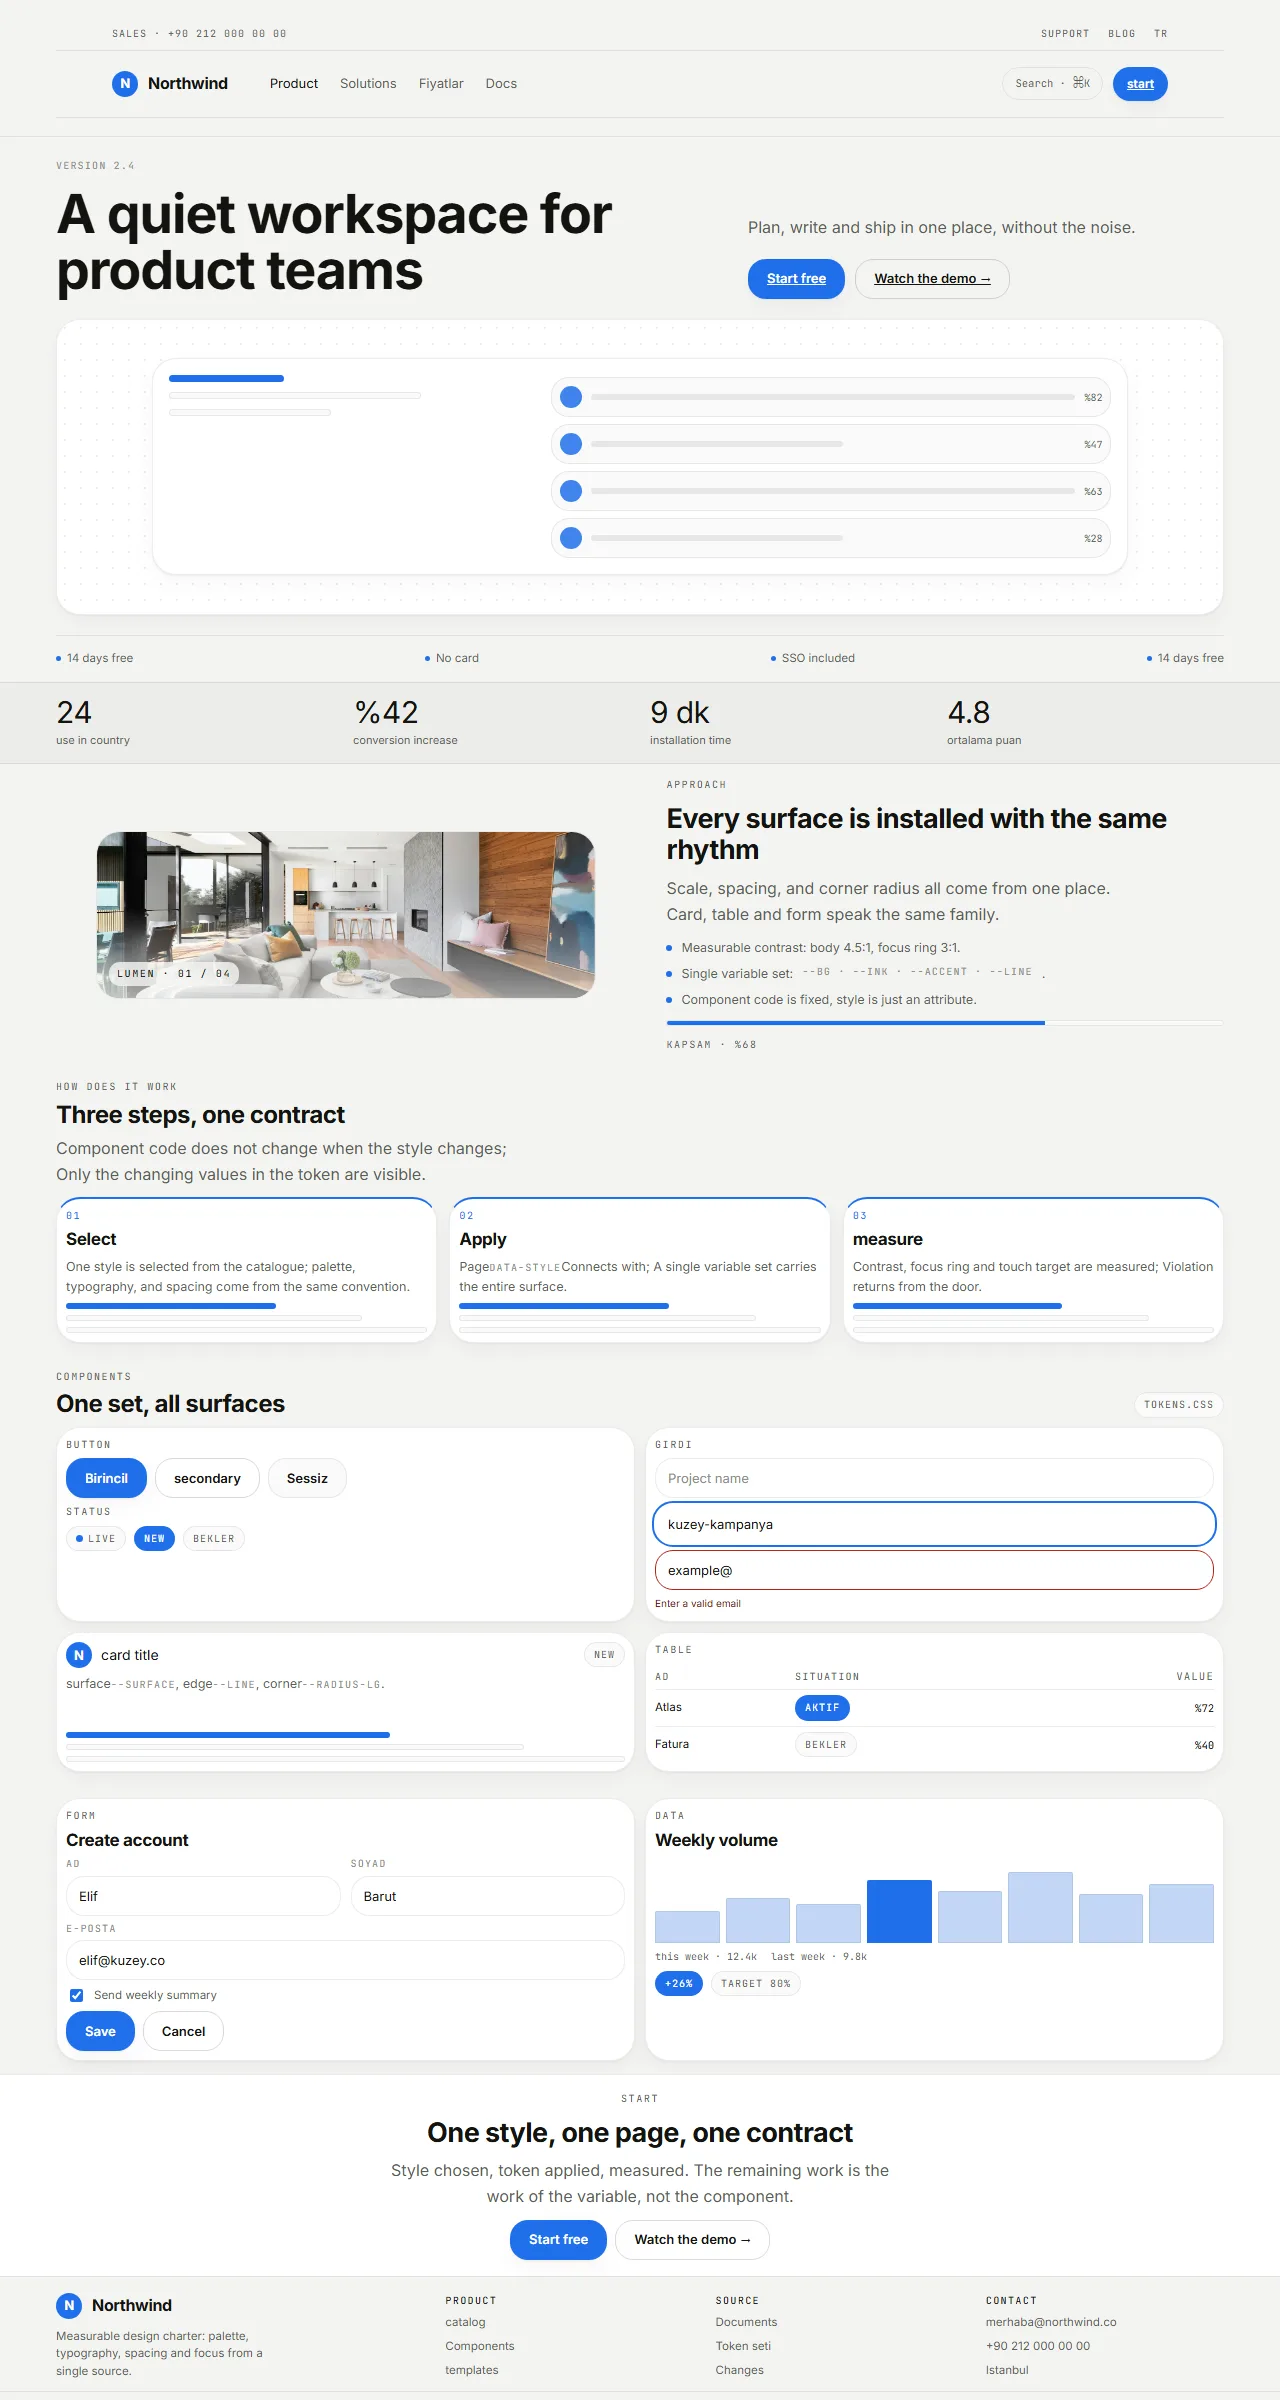 SALES · +90 212 000 00 00
SUPPORT BLOG TR
N Northwind Product Solutions Fiyatlar Docs Search · ⌘K start
VERSION 2.4
A quiet workspace for
product teams
Plan, write and ship in one place, without the noise.
Start free Watch the demo →
%82
%47
%63
%28
14 days free No card SSO included 14 days free
24 %42 9 dk 4.8
use in country conversion increase installation time ortalama puan
LUMEN · 01 / 04
APPROACH
Every surface is installed with the same
rhythm
Scale, spacing, and corner radius all come from one place.
Card, table and form speak the same family.
Measurable contrast: body 4.5:1, focus ring 3:1.
Single variable set: --BG · --INK · --ACCENT · --LINE .
Component code is fixed, style is just an attribute.
KAPSAM · %68
HOW DOES IT WORK
Three steps, one contract
Component code does not change when the style changes;
Only the changing values in the token are visible.
01
Select
One style is selected from the catalogue; palette,
typography, and spacing come from the same convention.
02
Apply
PageDATA-STYLEConnects with; A single variable set carries
the entire surface.
03
measure
Contrast, focus ring and touch target are measured; Violation
returns from the door.
COMPONENTS
One set, all surfaces
TOKENS.CSS
BUTTON
Birincil secondary Sessiz
STATUS
LIVE NEW BEKLER
GIRDI
Project name
kuzey-kampanya
example@
Enter a valid email
N card title NEW
surface--SURFACE, edge--LINE, corner--RADIUS-LG.
TABLE
AD SITUATION VALUE
Atlas AKTIF %72
Fatura BEKLER %40
FORM
Create account
AD SOYAD
Elif Barut
E-POSTA
elif@kuzey.co
Send weekly summary
Save Cancel
DATA
Weekly volume
this week · 12.4k last week · 9.8k
+26% TARGET 80%
START
One style, one page, one contract
Style chosen, token applied, measured. The remaining work is the
work of the variable, not the component.
Start free Watch the demo →
N Northwind
Measurable design charter: palette,
typography, spacing and focus from a
single source.
PRODUCT
catalog
Components
templates
SOURCE
Documents
Token seti
Changes
CONTACT
merhaba@northwind.co
+90 212 000 00 00
Istanbul